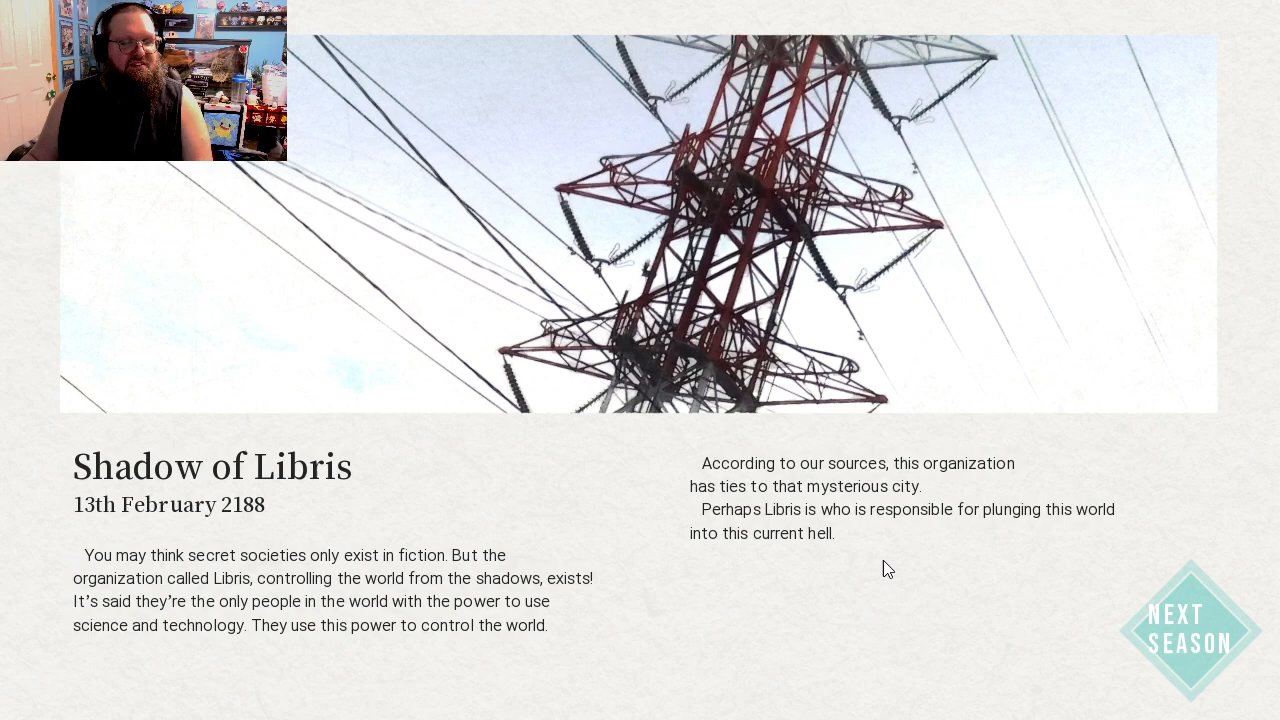 Shadow of Libris
13th February 2188
You may think secret societies only exist in fiction. But the
organization called Libris, controlling the world from the shadows, exists!
It’s said they’re the only people in the world with the power to use
science and technology. They use this power to control the world.
According to our sources, this organization
has ties to that mysterious city.
Perhaps Libris is who is responsible for plunging this world
into this current hell.
NEXT
SEASON